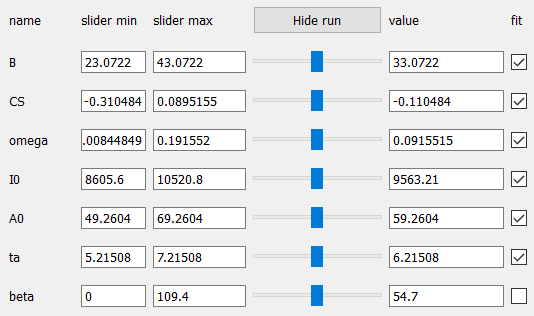 name slider min slider max Hide run value fit
B 23.0722 43.0722 33.0722
CS -0.310484 0.0895155 -0.110484
omega .00844849 0.191552 0.0915515
I0 8605.6 10520.8 9563.21
A0 49.2604 69.2604 59.2604
ta 5.21508 7.21508 6.21508
beta 0 109.4 54.7